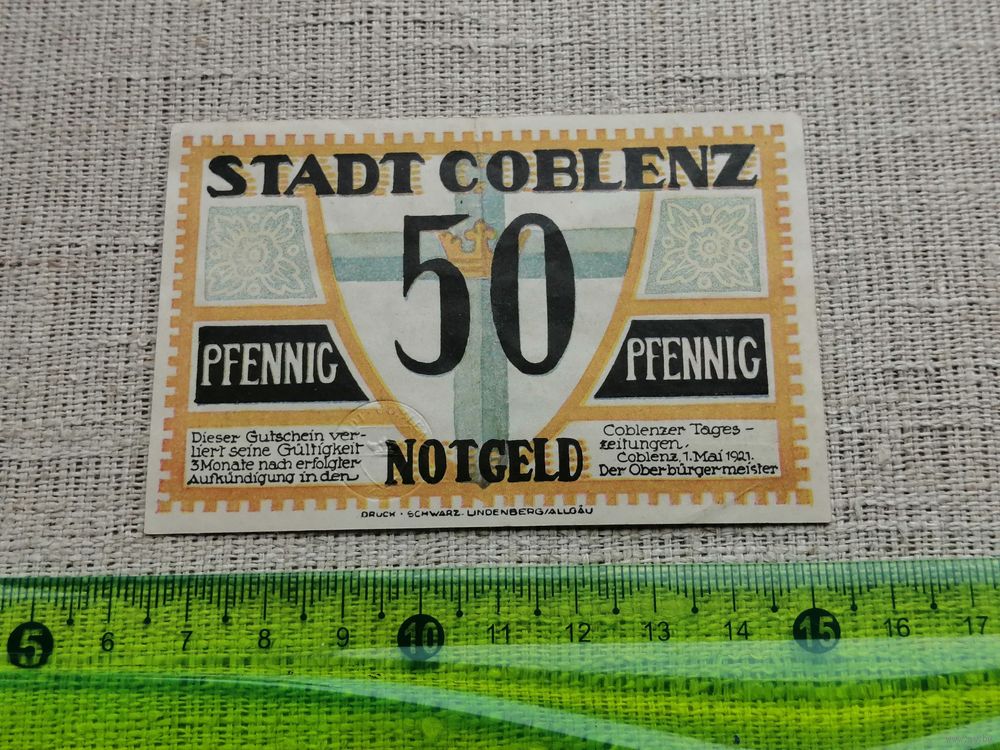 STADT COBLENZ
50
PFENNIG
PFENNIG
Dieser Gutschein ver-
liert seine Gültigkeit
3 Monate nach erfolgter
Aufkündigung in den
NOTGELD
Coblenzer Tages-
zeitungen.
Coblenz, 1. Mai 1921.
Der Oberbürgermeister
DRUCK · SCHWARZ · LINDENBERG/ALLGÄU
5 6 7 8 9 10 11 12 13 14 15 16 17